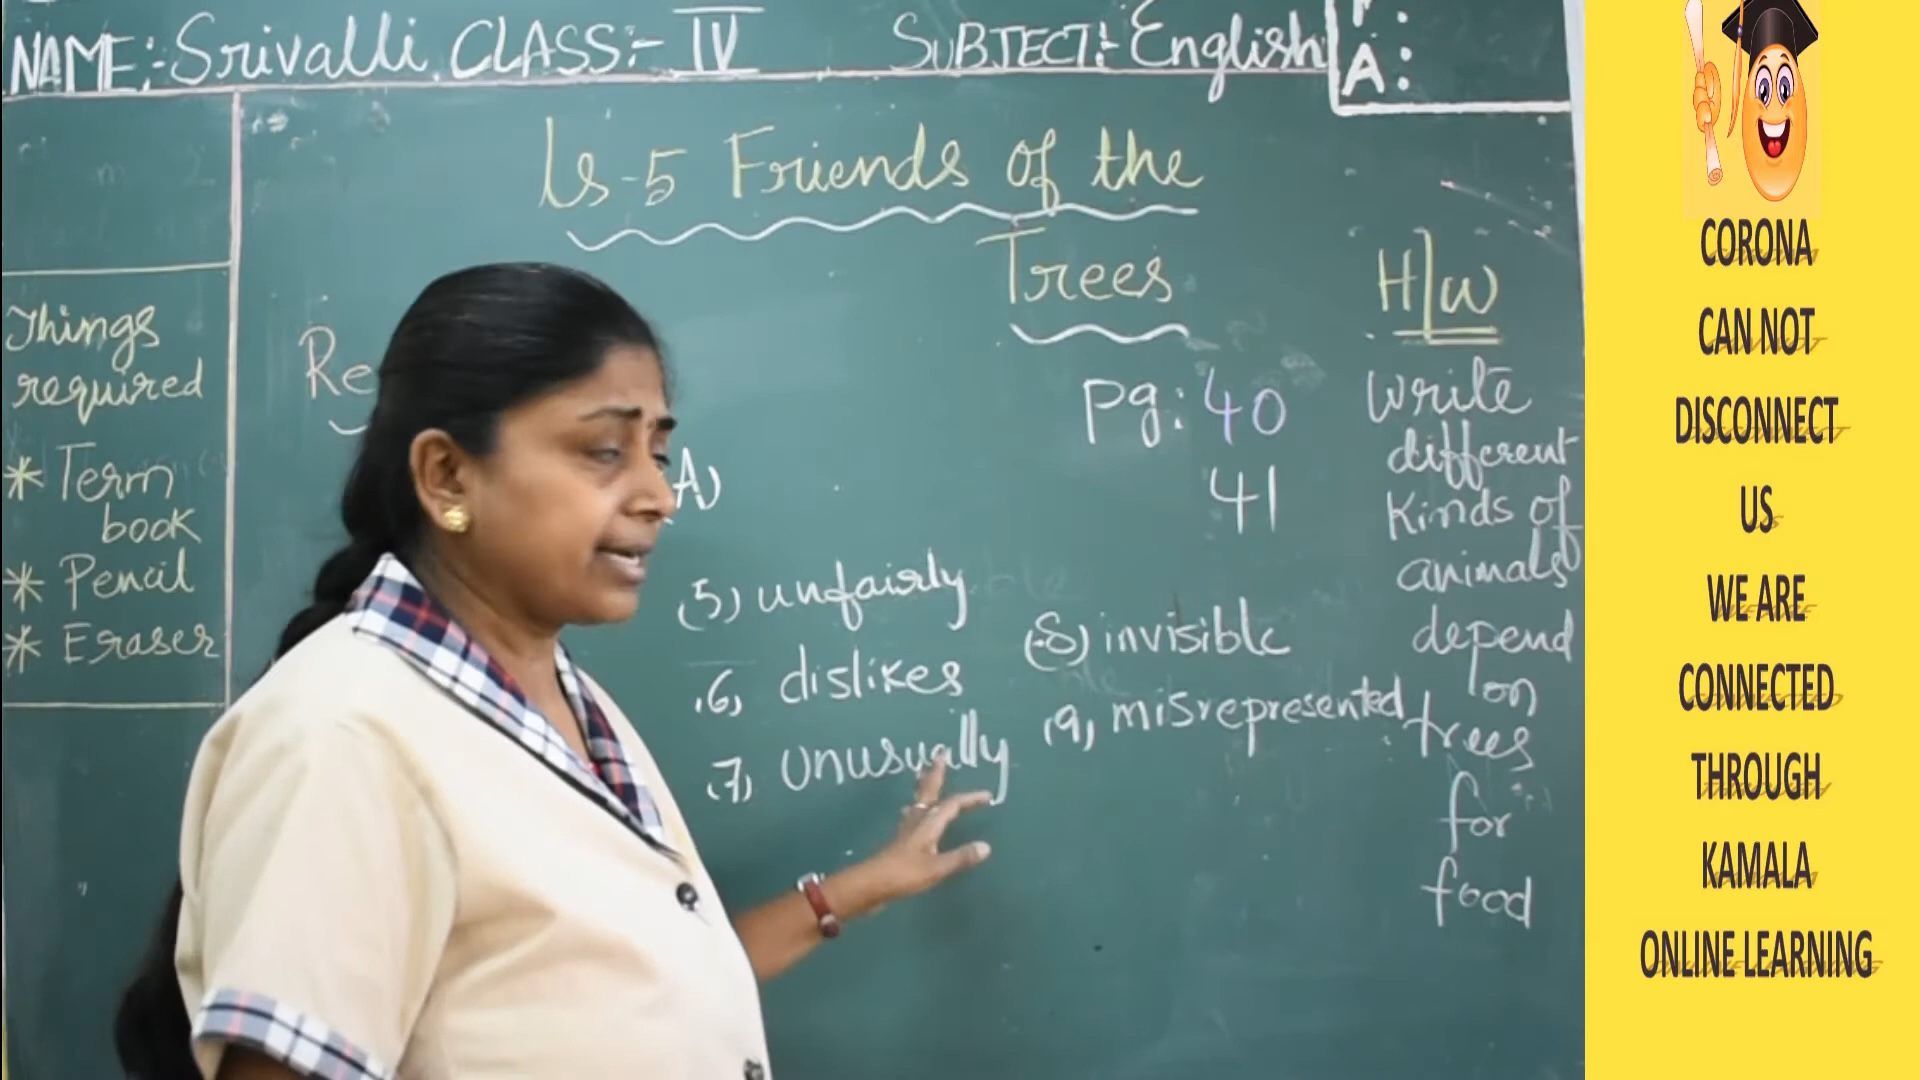 NAME:- Srivalli CLASS:- IV SUBJECT:- English
A :
Ls-5 Friends of the
Trees
Things
required
* Term
book
* Pencil
* Eraser
Re
A)
pg: 40
41
(5) unfairly
(6) dislikes
(7) unusually
(8) invisible
(9) misrepresented
H/w
Write
different
Kinds of
animals
depend
on
trees
for
food
CORONA
CAN NOT
DISCONNECT
US
WE ARE
CONNECTED
THROUGH
KAMALA
ONLINE LEARNING